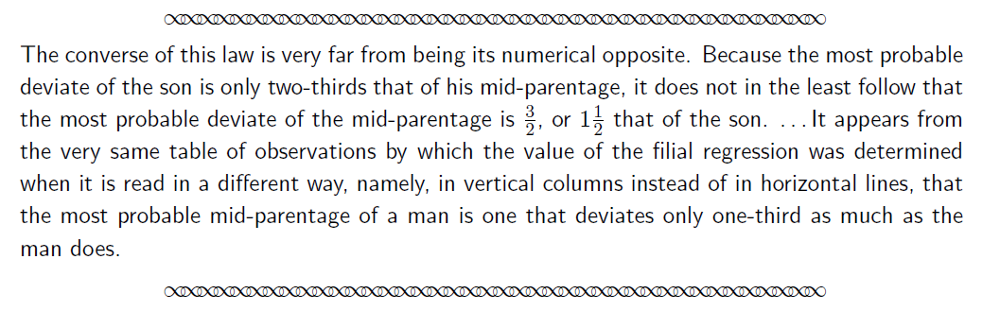 The converse of this law is very far from being its numerical opposite. Because the most probable
deviate of the son is only two-thirds that of his mid-parentage, it does not in the least follow that
the most probable deviate of the mid-parentage is 3/2, or 1 1/2 that of the son. ...It appears from
the very same table of observations by which the value of the filial regression was determined
when it is read in a different way, namely, in vertical columns instead of in horizontal lines, that
the most probable mid-parentage of a man is one that deviates only one-third as much as the
man does.